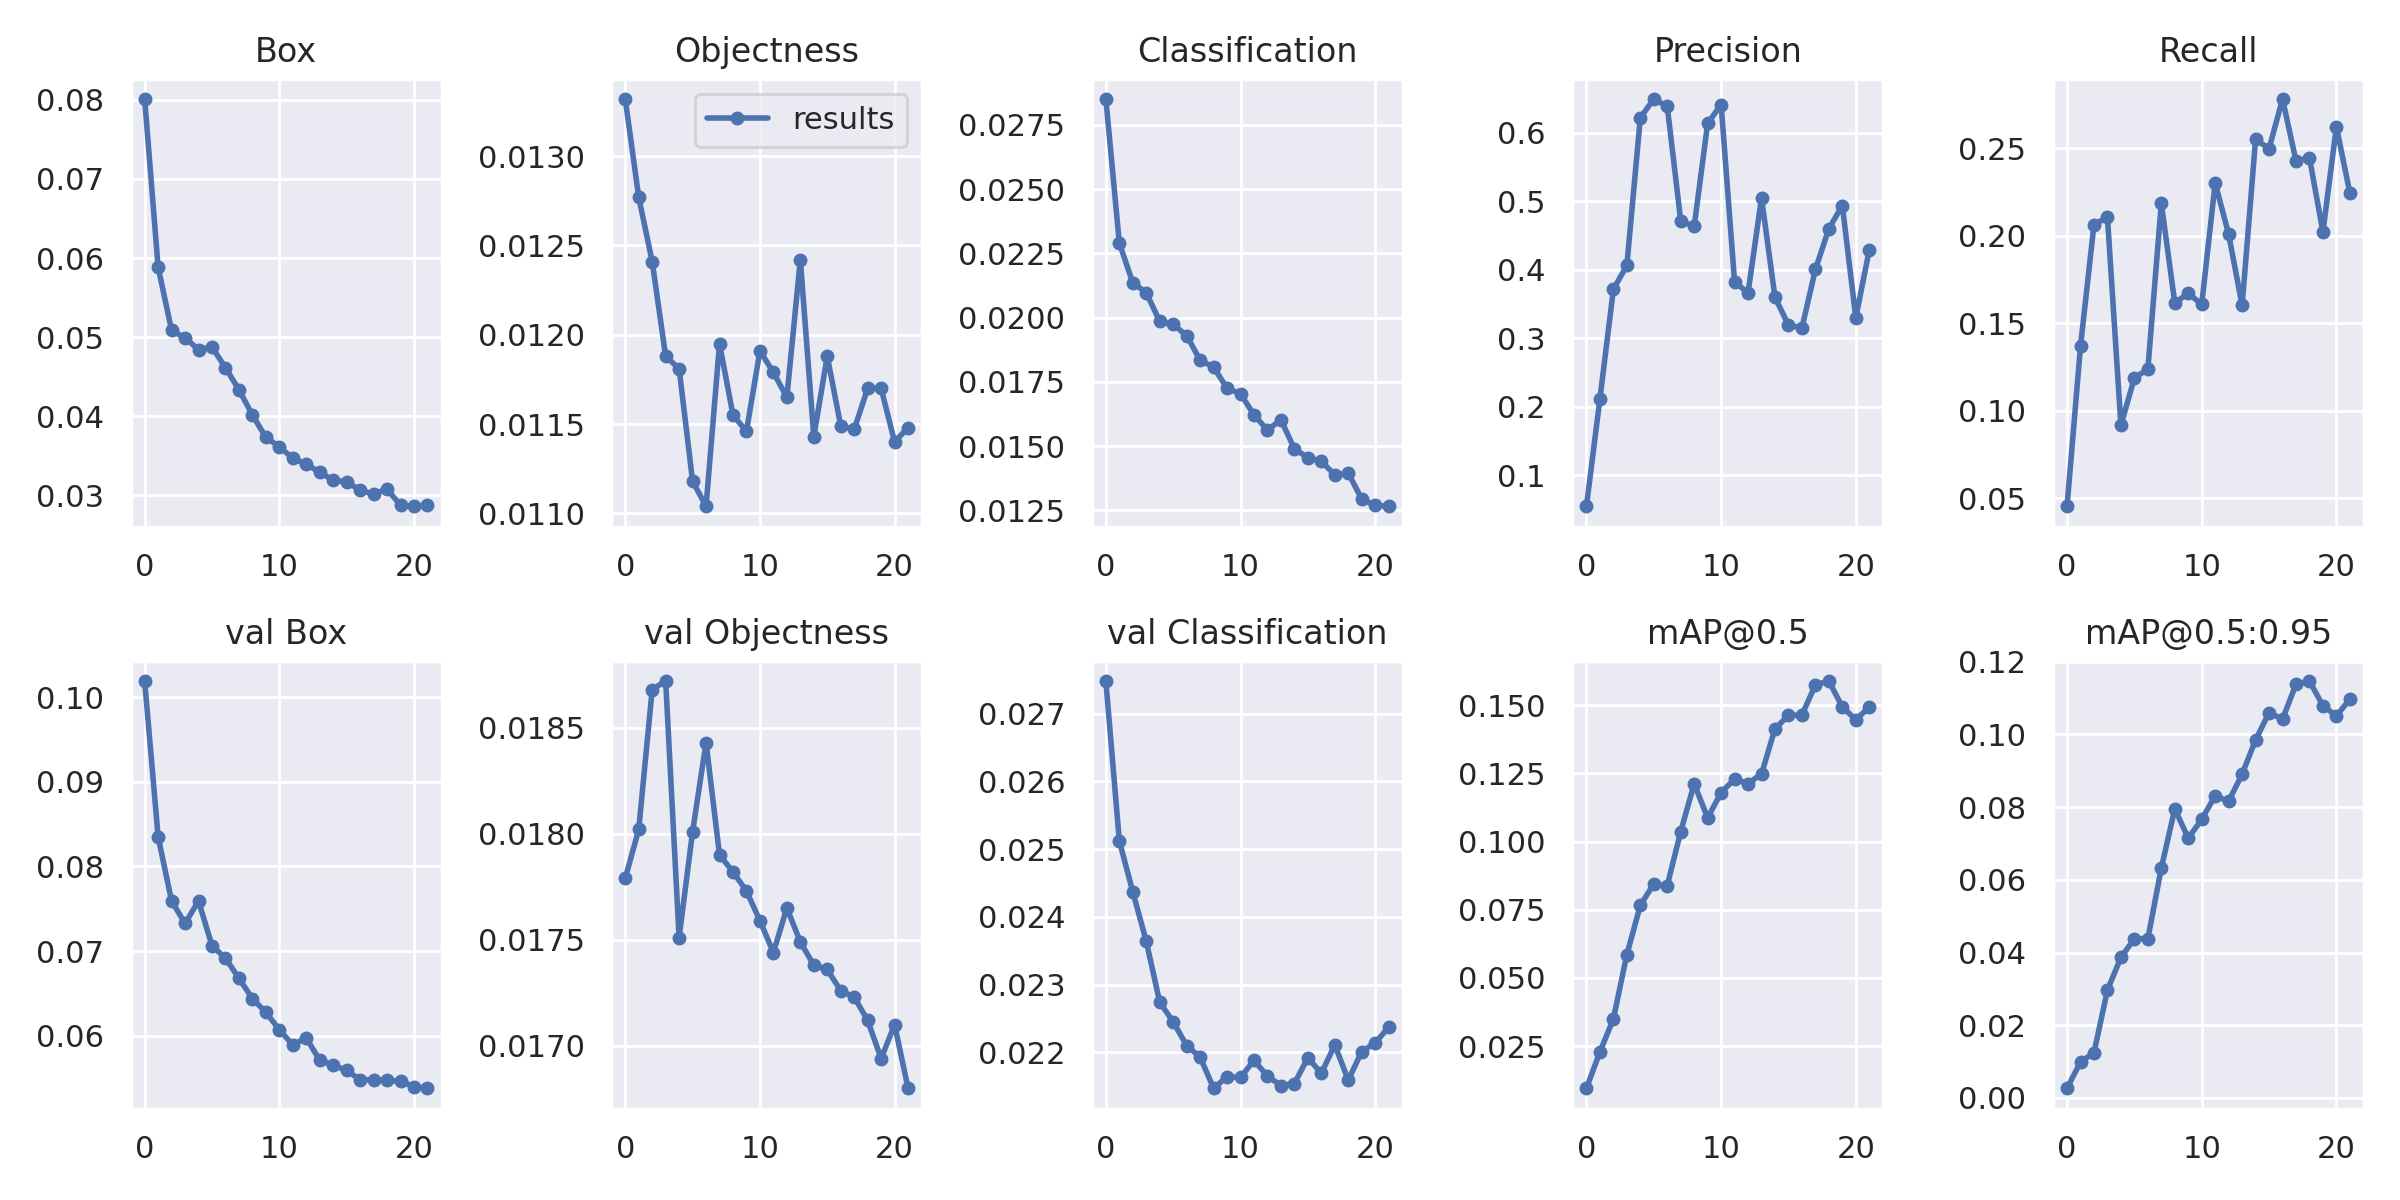 Box
0.08
0.07
0.06
0.05
0.04
0.03
0 10 20
Objectness
results
0.0130
0.0125
0.0120
0.0115
0.0110
0 10 20
Classification
0.0275
0.0250
0.0225
0.0200
0.0175
0.0150
0.0125
0 10 20
Precision
0.6
0.5
0.4
0.3
0.2
0.1
0 10 20
Recall
0.25
0.20
0.15
0.10
0.05
0 10 20
val Box
0.10
0.09
0.08
0.07
0.06
0 10 20
val Objectness
0.0185
0.0180
0.0175
0.0170
0 10 20
val Classification
0.027
0.026
0.025
0.024
0.023
0.022
0 10 20
mAP@0.5
0.150
0.125
0.100
0.075
0.050
0.025
0 10 20
mAP@0.5:0.95
0.12
0.10
0.08
0.06
0.04
0.02
0.00
0 10 20